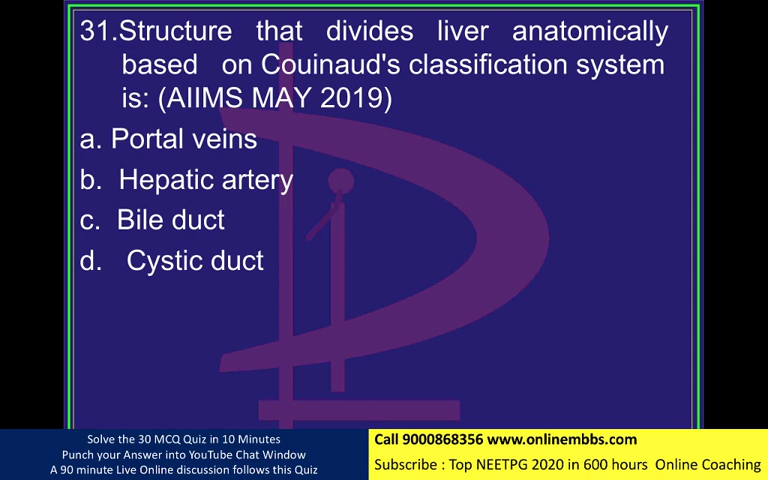 31.Structure that divides liver anatomically
based on Couinaud's classification system
is: (AIIMS MAY 2019)
a. Portal veins
b. Hepatic artery
c. Bile duct
d. Cystic duct
Solve the 30 MCQ Quiz in 10 Minutes
Punch your Answer into YouTube Chat Window
A 90 minute Live Online discussion follows this Quiz
Call 9000868356 www.onlinembbs.com
Subscribe : Top NEETPG 2020 in 600 hours Online Coaching